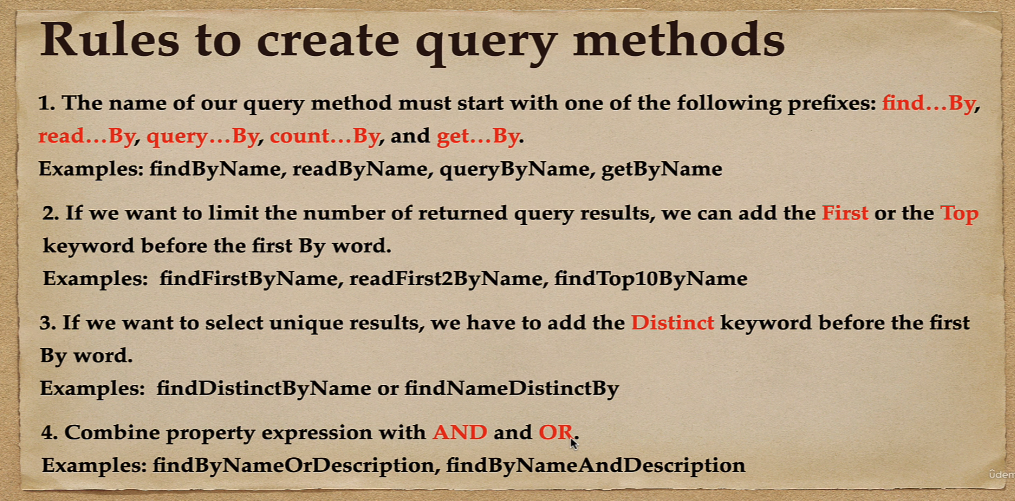 Rules to create query methods
1. The name of our query method must start with one of the following prefixes: find…By,
read…By, query…By, count…By, and get…By.
Examples: findByName, readByName, queryByName, getByName
2. If we want to limit the number of returned query results, we can add the First or the Top
keyword before the first By word.
Examples: findFirstByName, readFirst2ByName, findTop10ByName
3. If we want to select unique results, we have to add the Distinct keyword before the first
By word.
Examples: findDistinctByName or findNameDistinctBy
4. Combine property expression with AND and OR.
Examples: findByNameOrDescription, findByNameAndDescription